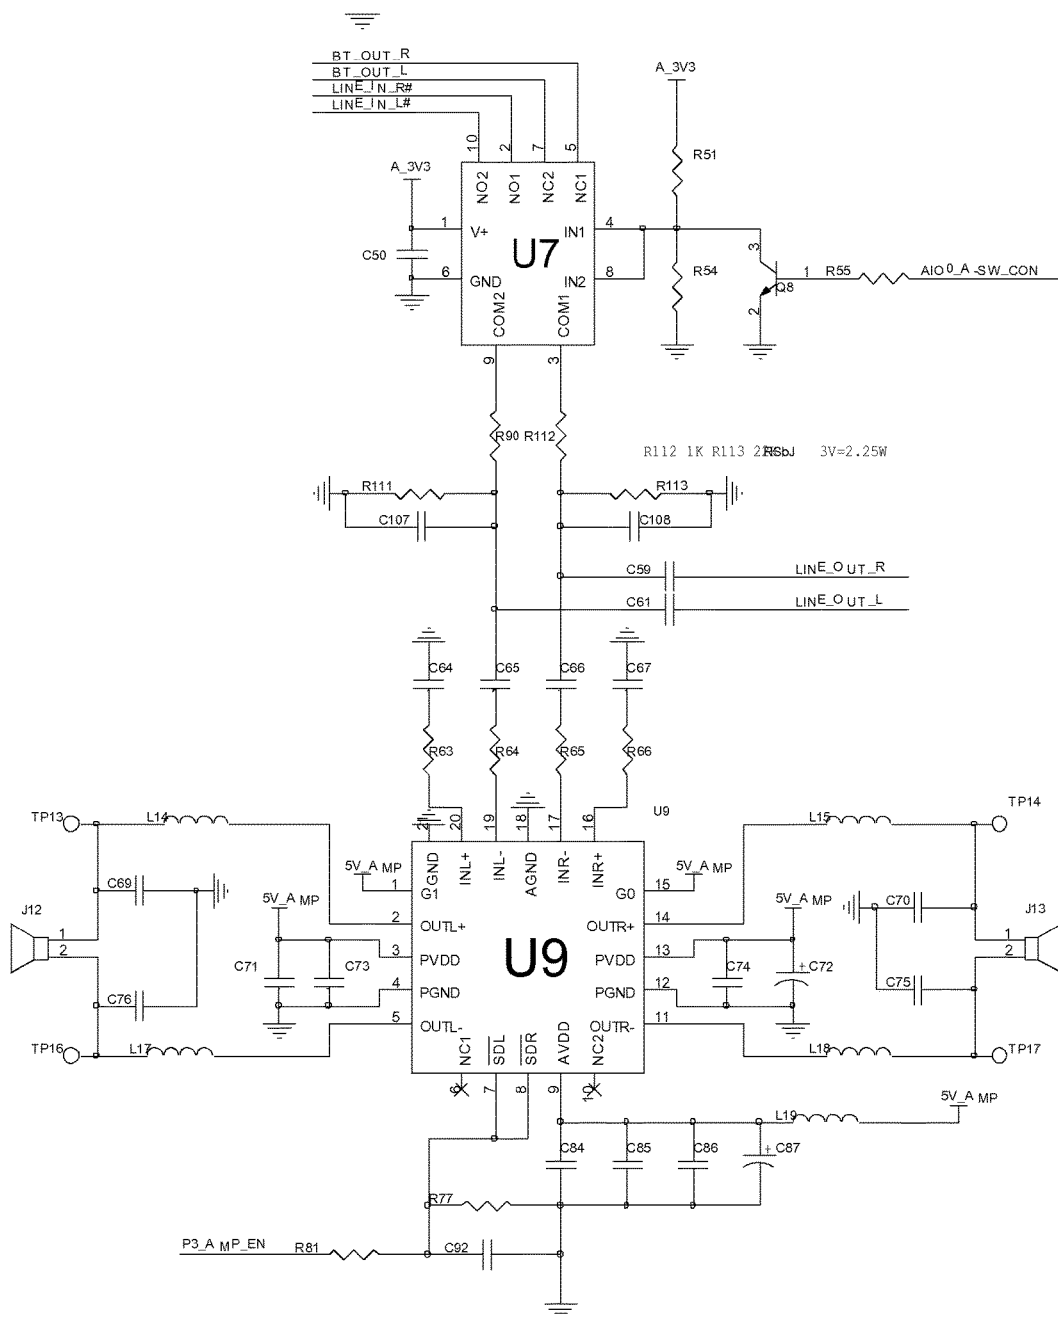 BT_OUT_R
BT_OUT_L
LINE_IN_R#
LINE_IN_L#
A_3V3
10
2
7
5
R51
A_3V3
NO2
NO1
NC2
NC1
1
V+
IN1
4
C50
U7
3
6
GND
IN2
8
R54
1
R55
AIO0_A-SW_CON
Q8
COM2
COM1
2
9
3
R90
R112
R112 1K R113 3V=2.25W
R111
R113
C107
C108
C59
LINE_OUT_R
C61
LINE_OUT_L
C64
C65
C66
C67
R63
R64
R65
R66
TP13
L14
21
20
19
18
17
16
U9
L15
TP14
GND
INL+
INL-
AGND
INR-
INR+
5V_AMP
5V_AMP
C69
1
G1
G0
15
C70
J12
5V_AMP
5V_AMP
J13
2
OUTL+
OUTR+
14
1
1
2
2
C71
C73
3
PVDD
U9
PVDD
13
C74
+
C72
4
PGND
PGND
12
C76
C75
5
OUTL-
OUTR-
11
TP16
L17
NC1
SDL
SDR
AVDD
NC2
L18
TP17
6
7
8
9
10
5V_AMP
L19
C84
C85
C86
+
C87
R77
P3_AMP_EN
R81
C92